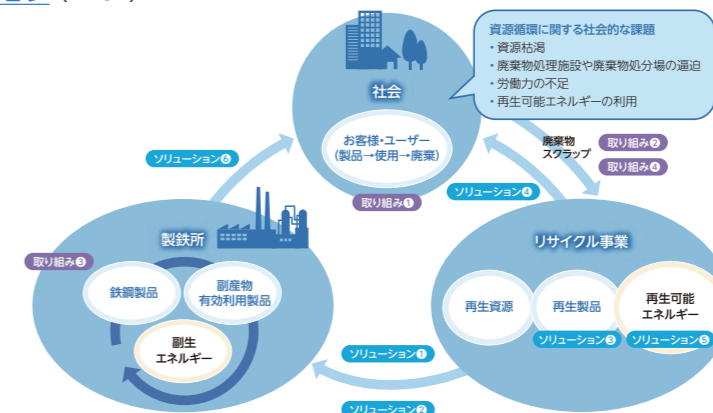 資源循環に関する社会的な課題
・資源枯渇
・廃棄物処理施設や廃棄物処分場の逼迫
・労働力の不足
・再生可能エネルギーの利用
社会
お客様・ユーザー
(製品→使用→廃棄)
取り組み❶
ソリューション❻
廃棄物
スクラップ
取り組み❷
取り組み❹
ソリューション❹
製鉄所
取り組み❸
鉄鋼製品
副産物
有効利用製品
副生
エネルギー
リサイクル事業
再生資源
再生製品
再生可能
エネルギー
ソリューション❸
ソリューション❺
ソリューション❶
ソリューション❷